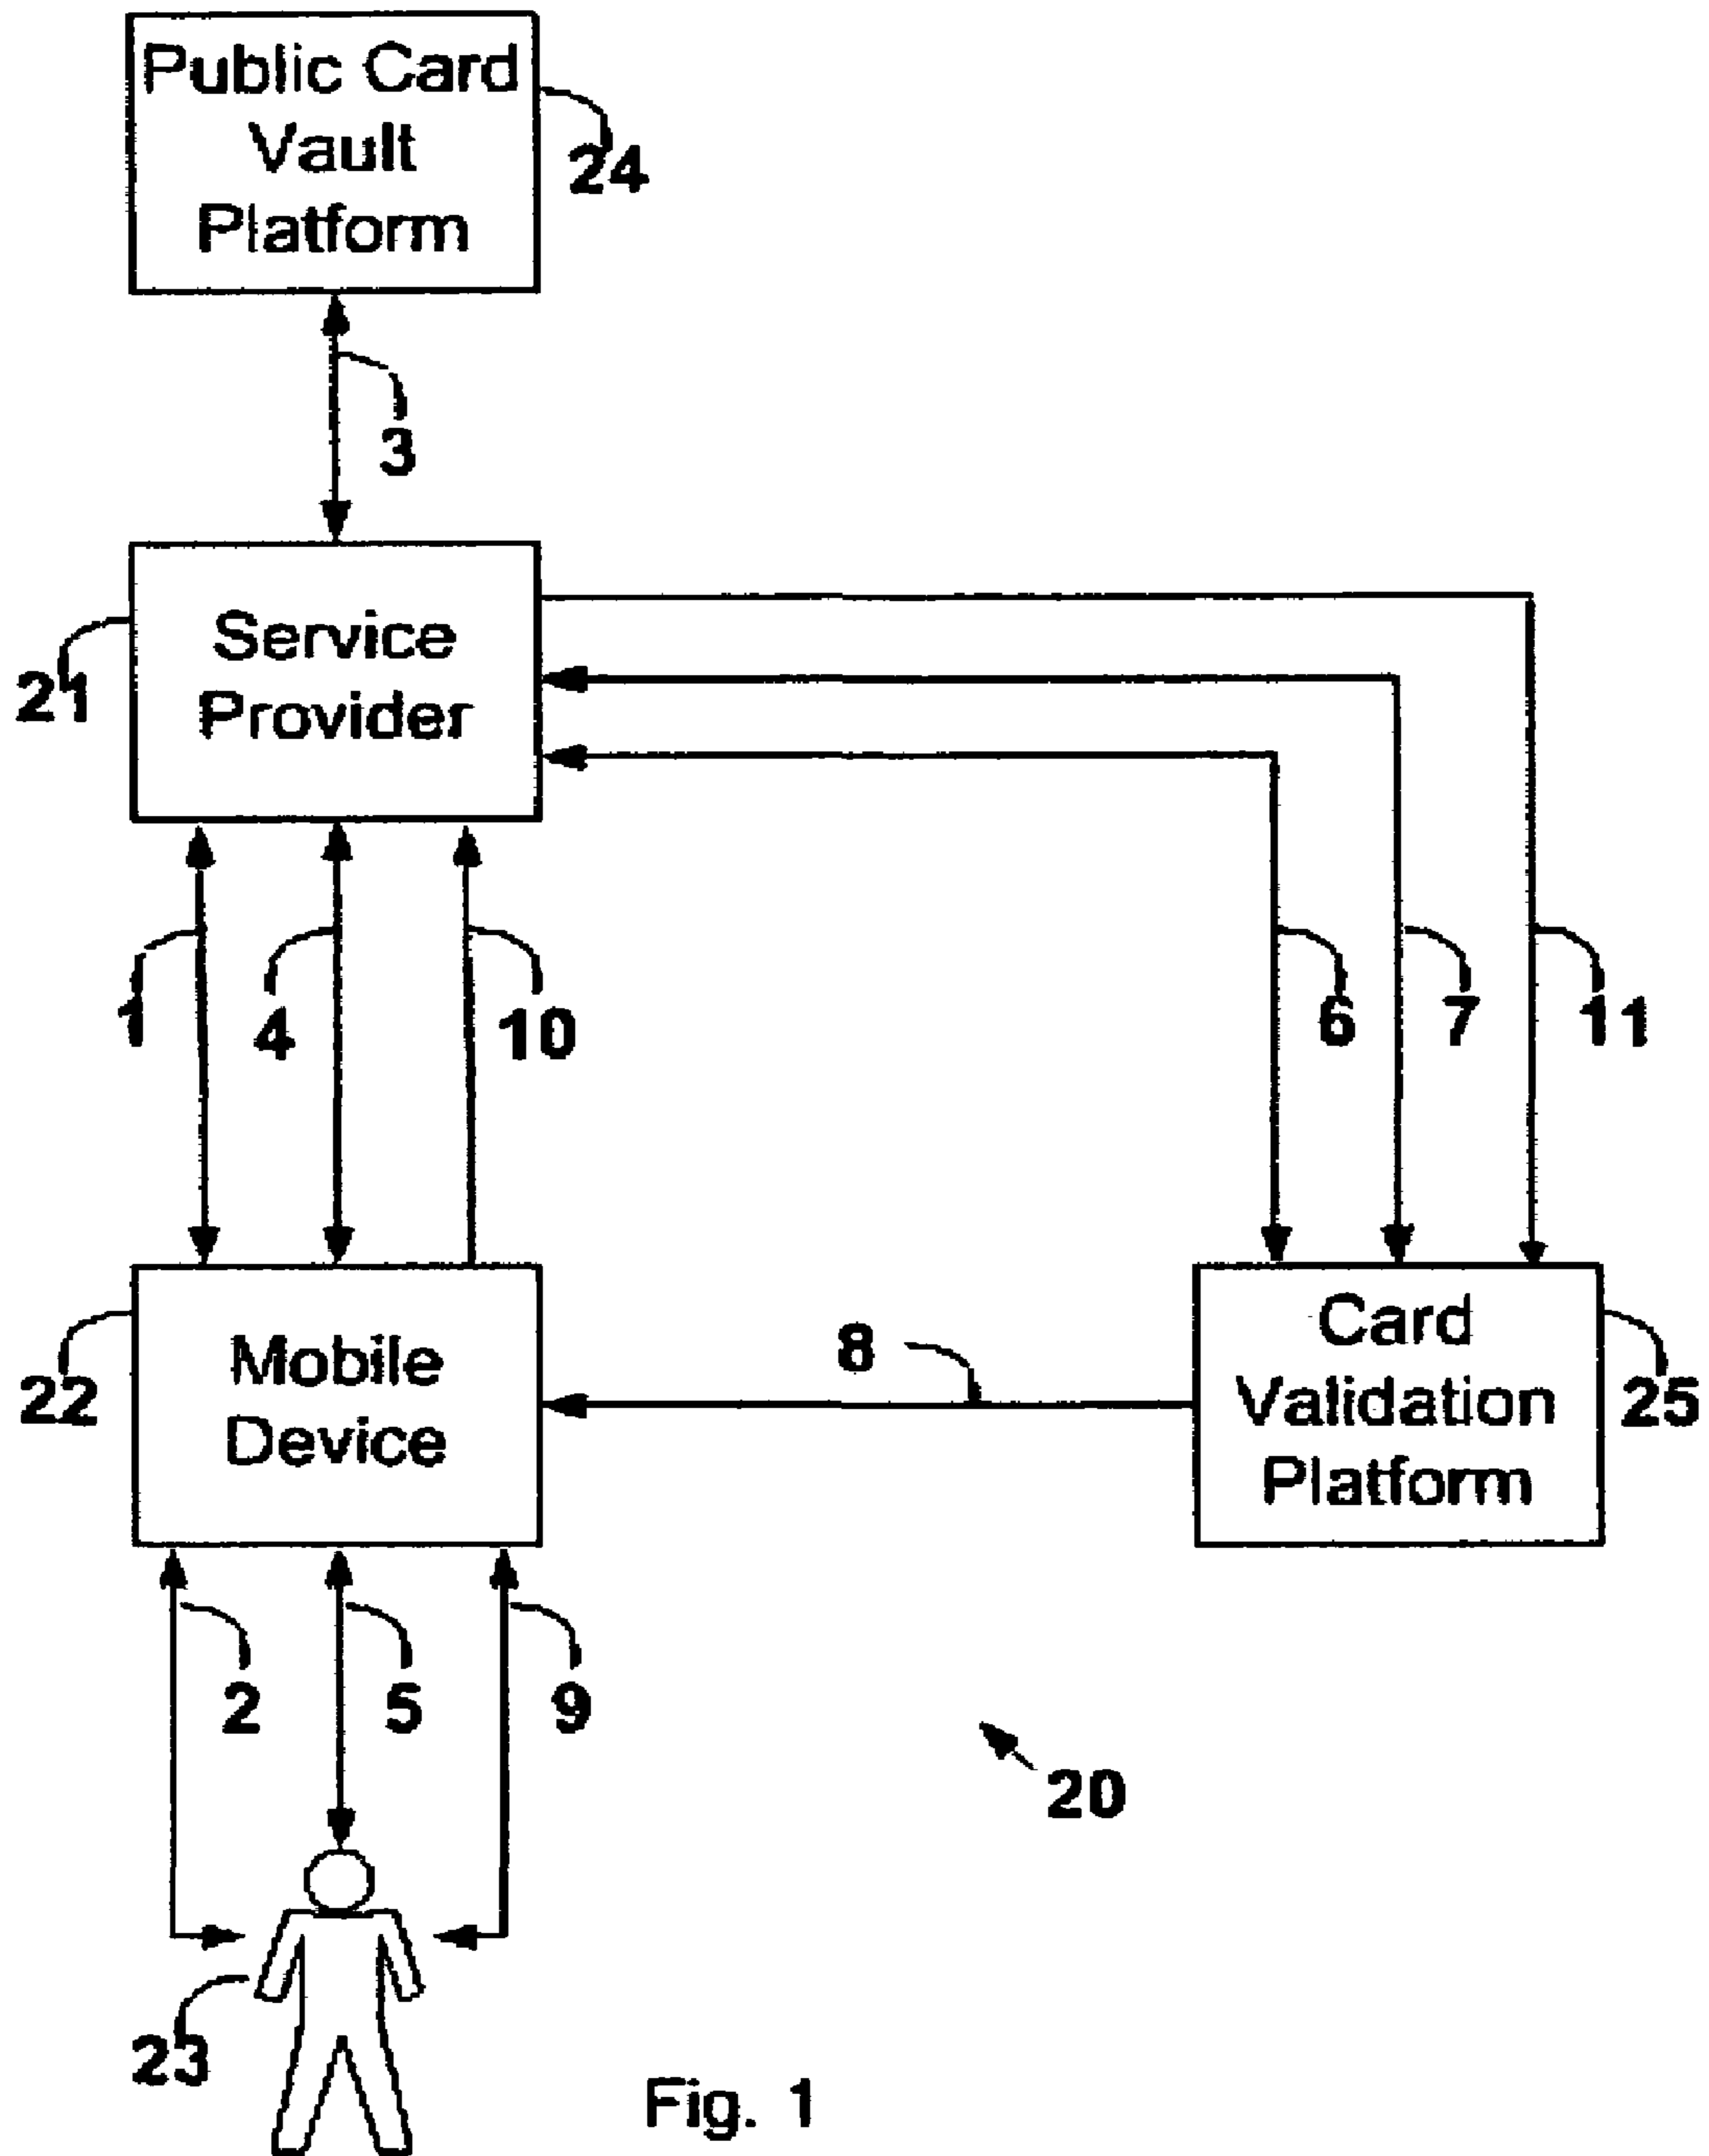 Public Card
Vault
Platform
24
3
Service
Provider
21
1
4
10
6
7
11
Mobile
Device
22
8
Card
Validation
Platform
25
2
5
9
20
23
Fig. 1